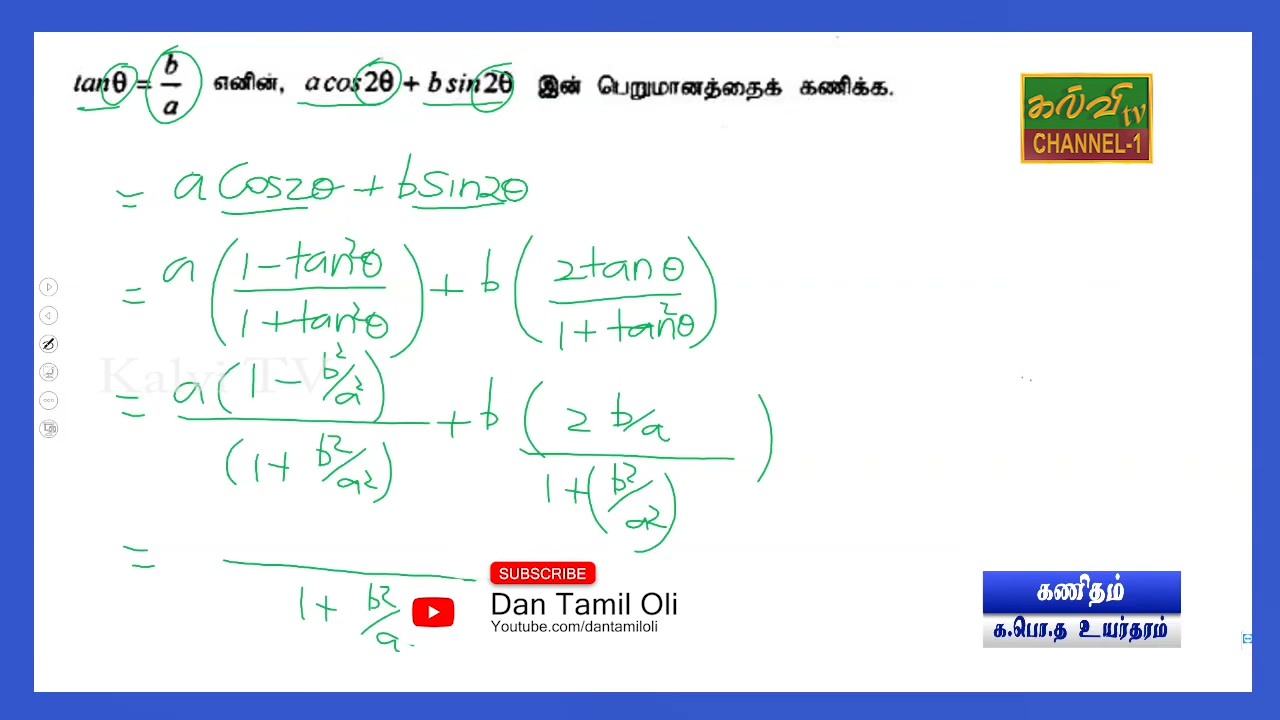 tanθ = b/a எனின், a cos2θ + b sin2θ இன் பெறுமானத்தைக் கணிக்க.
கல்வி tv
CHANNEL-1
= a cos2θ + b sin2θ
= a (1 - tan²θ / 1 + tan²θ) + b (2tanθ / 1 + tan²θ)
Kalvi TV
= a (1 - b²/a²) / (1 + b²/a²) + b (2 b/a / 1 + (b²/a²))
= / 1 + b²/a
SUBSCRIBE
Dan Tamil Oli
Youtube.com/dantamiloli
கணிதம்
க.பொ.த உயர்தரம்